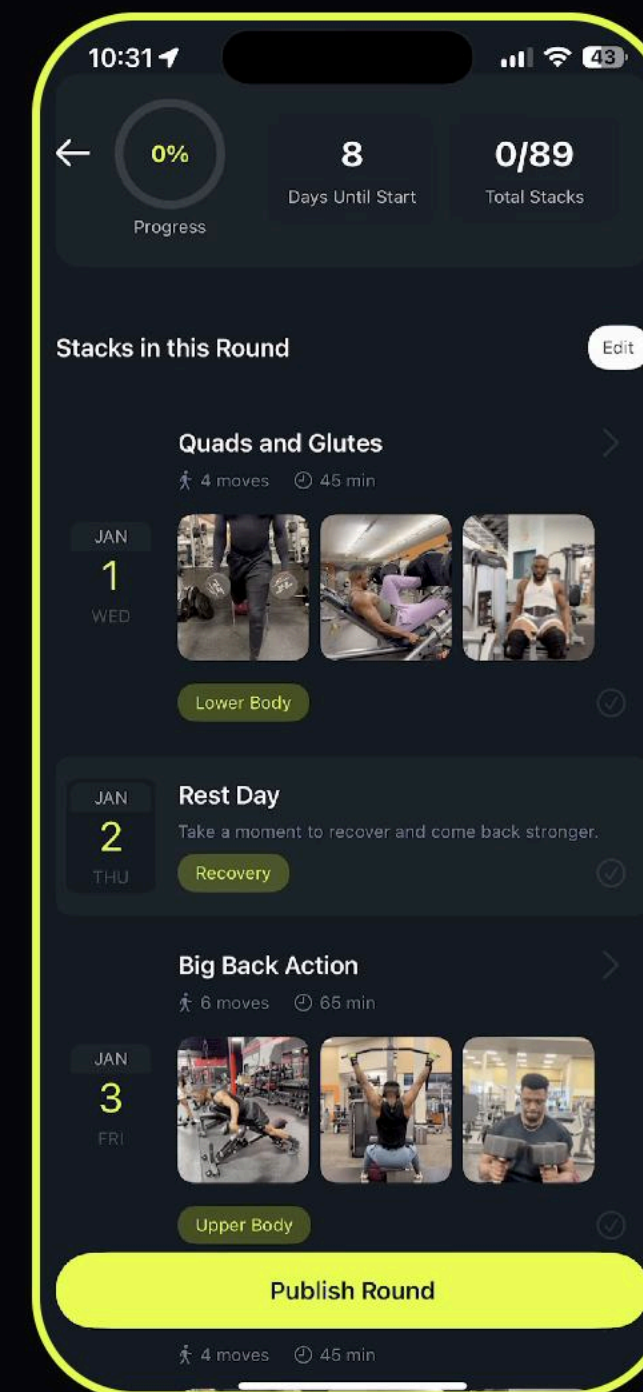 10:31
43
0%
Progress
8
Days Until Start
0/89
Total Stacks
Stacks in this Round
Edit
JAN
1
WED
Quads and Glutes
4 moves 45 min
Lower Body
JAN
2
THU
Rest Day
Take a moment to recover and come back stronger.
Recovery
JAN
3
FRI
Big Back Action
6 moves 65 min
Upper Body
Publish Round
4 moves 45 min